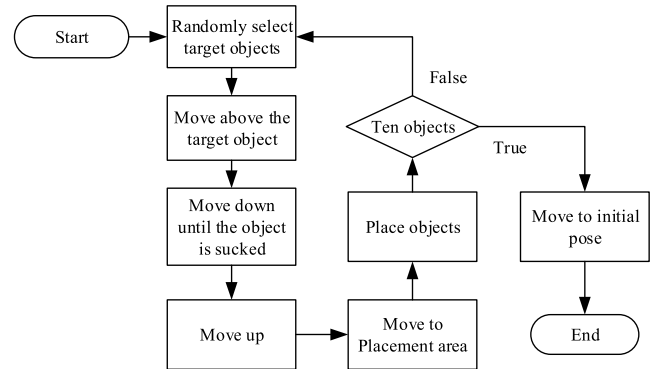 Start
Randomly select
target objects
Move above the
target object
Move down
until the object
is sucked
Move up
Move to
Placement area
Place objects
Ten objects
False
True
Move to initial
pose
End